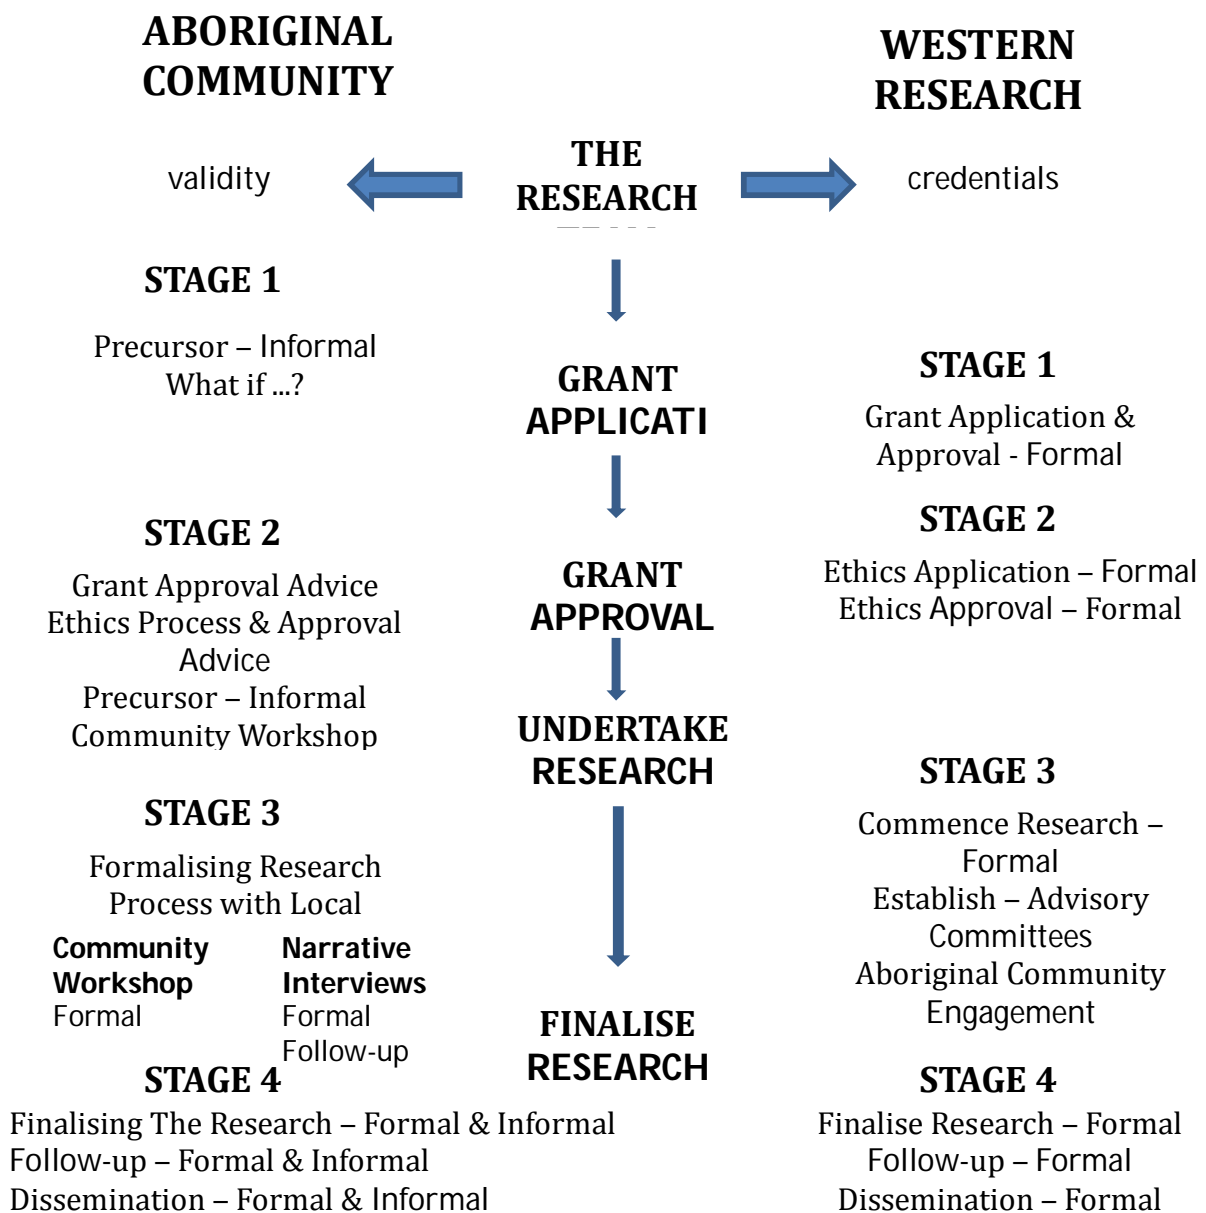 ABORIGINAL
COMMUNITY
WESTERN
RESEARCH
validity
THE
RESEARCH
credentials
STAGE 1
Precursor – Informal
What if ...?
GRANT
APPLICATI
STAGE 1
Grant Application &
Approval - Formal
STAGE 2
Grant Approval Advice
Ethics Process & Approval
Advice
Precursor – Informal
Community Workshop
GRANT
APPROVAL
STAGE 2
Ethics Application – Formal
Ethics Approval – Formal
UNDERTAKE
RESEARCH
STAGE 3
Formalising Research
Process with Local
Community
Workshop
Formal
Narrative
Interviews
Formal
Follow-up
STAGE 3
Commence Research –
Formal
Establish – Advisory
Committees
Aboriginal Community
Engagement
FINALISE
RESEARCH
STAGE 4
Finalising The Research – Formal & Informal
Follow-up – Formal & Informal
Dissemination – Formal & Informal
STAGE 4
Finalise Research – Formal
Follow-up – Formal
Dissemination – Formal